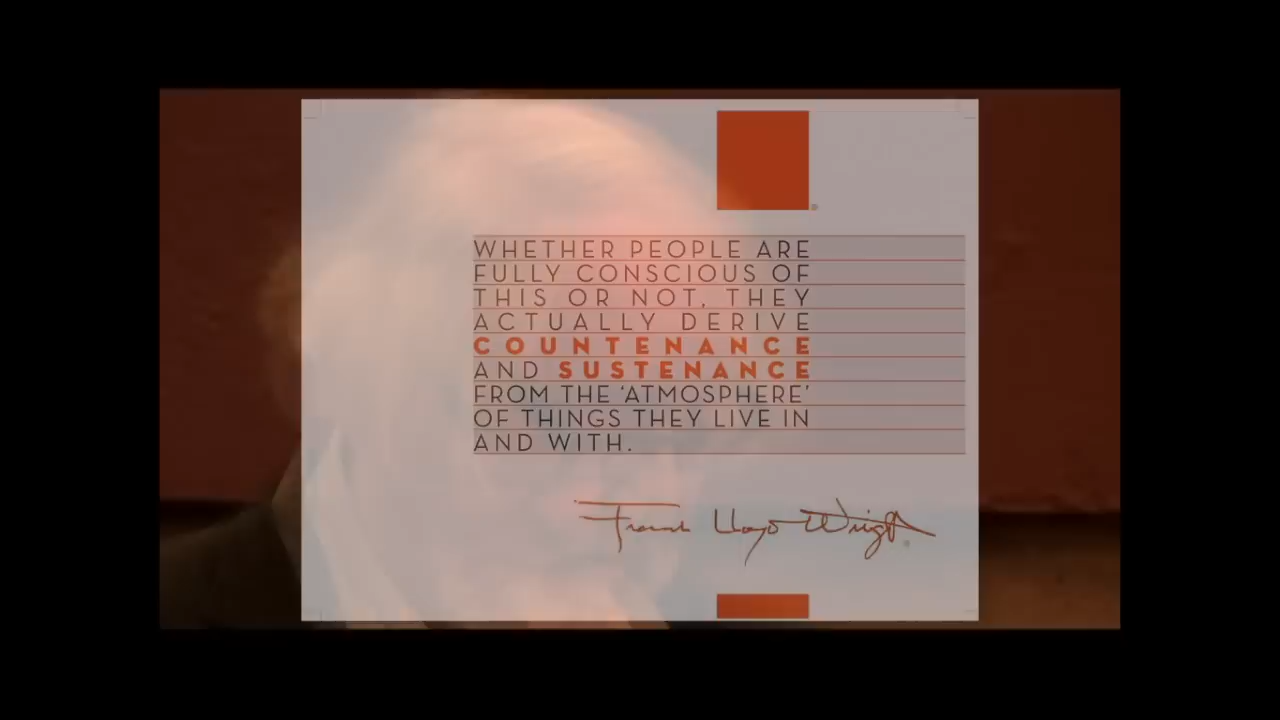 WHETHER PEOPLE ARE
FULLY CONSCIOUS OF
THIS OR NOT, THEY
ACTUALLY DERIVE
COUNTENANCE
AND SUSTENANCE
FROM THE ‘ATMOSPHERE’
OF THINGS THEY LIVE IN
AND WITH.
Frank Lloyd Wright